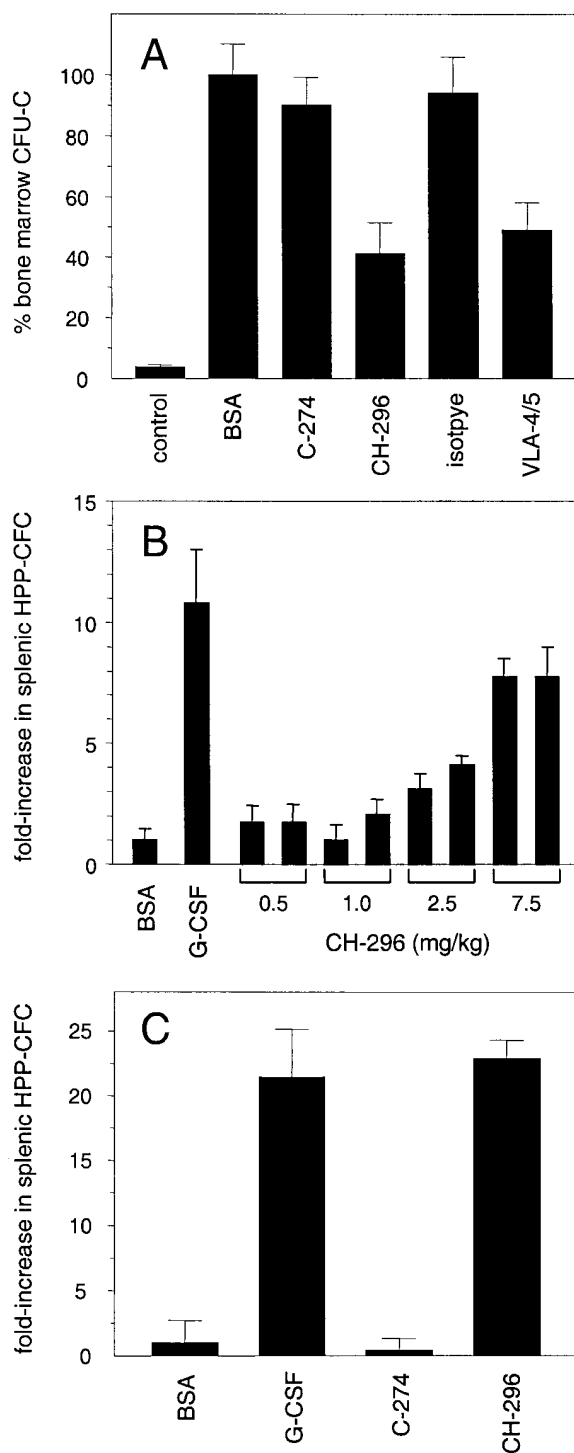 A
% bone marrow CFU-C
100
80
60
40
20
0
control
BSA
C-274
CH-296
isotpye
VLA-4/5
B
fold-increase in splenic HPP-CFC
15
10
5
0
BSA
G-CSF
0.5 1.0 2.5 7.5
CH-296 (mg/kg)
C
fold-increase in splenic HPP-CFC
25
20
15
10
5
0
BSA
G-CSF
C-274
CH-296